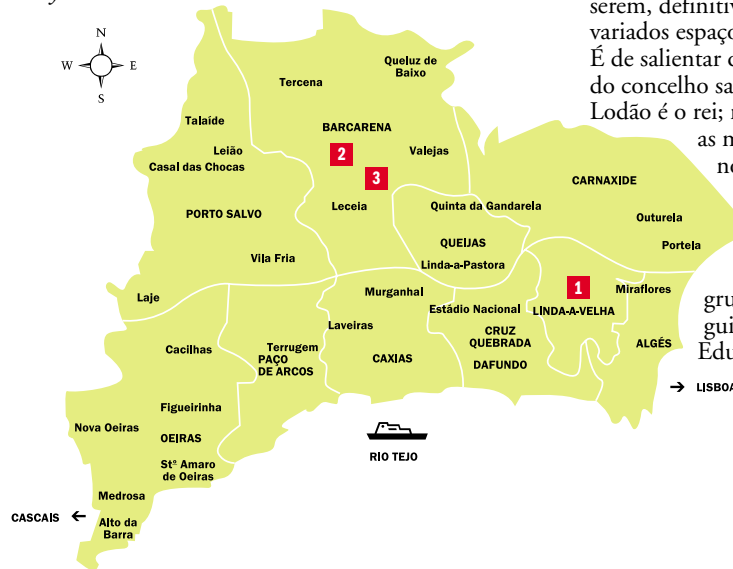 serem, definitiv
variados espaço
É de salientar
do concelho sa
Lodão é o rei;
as m
N
W E
S
Queluz de
Baixo
Tercena
Talaíde
BARCARENA
Leião
Valejas
2
Casal das Chocas
3
CARNAXIDE
Leceia
Quinta da Gandarela
PORTO SALVO
Outurela
QUEIJAS
Portela
Vila Fria
Linda-a-Pastora
1
Laje
Murganhal
Miraflores
gru
Estádio Nacional
LINDA-A-VELHA
Laveiras
gui
CRUZ
QUEBRADA
Cacilhas
Terrugem
PAÇO
DE ARCOS
CAXIAS
DAFUNDO
ALGÉS
Edu
LISBOA
Figueirinha
Nova Oeiras
OEIRAS
RIO TEJO
Stº Amaro
de Oeiras
Medrosa
CASCAIS
Alto da
Barra